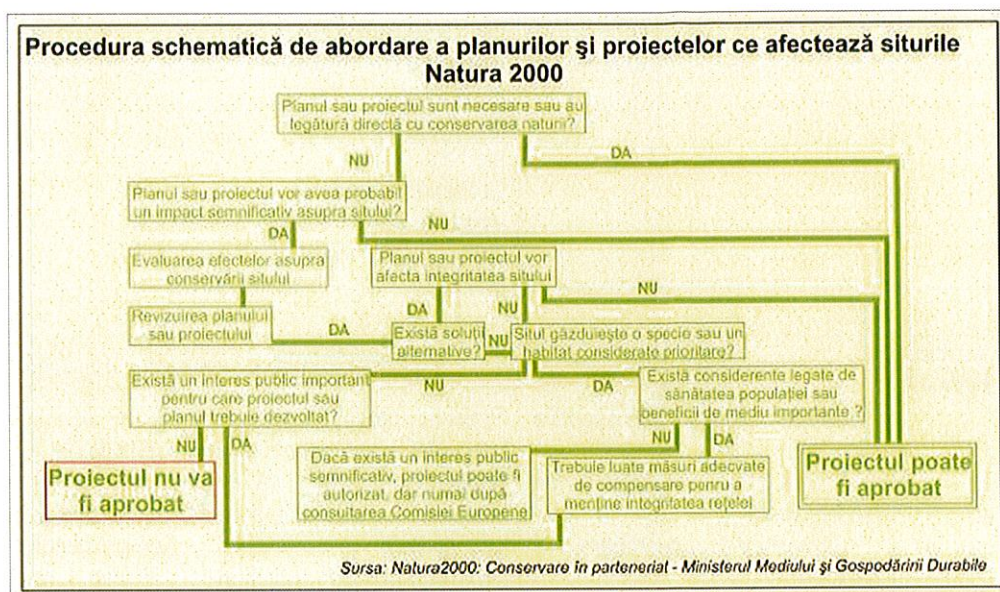 Procedura schematică de abordare a planurilor şi proiectelor ce afectează siturile
Natura 2000
Planul sau proiectul sunt necesare sau au
legătură directă cu conservarea naturii?
NU
DA
Planul sau proiectul vor avea probabil
un impact semnificativ asupra sitului?
DA
NU
Evaluarea efectelor asupra
conservării sitului
Planul sau proiectul vor
afecta integritatea sitului
NU
DA
NU
Revizuirea planului
sau proiectului
DA
Există soluţii
alternative?
NU
Situl găzduieşte o specie sau un
habitat considerate prioritare?
Există un interes public important
pentru care proiectul sau
planul trebuie dezvoltat?
NU
DA
Există considerente legate de
sănătatea populaţiei sau
beneficii de mediu importante ?
NU
DA
NU
DA
Proiectul nu va
fi aprobat
Dacă există un interes public
semnificativ, proiectul poate fi
autorizat, dar numai după
consultarea Comisiei Europene
Trebuie luate măsuri adecvate
de compensare penru a
menţine integritatea reţelei
Proiectul poate
fi aprobat
Sursa: Natura2000: Conservare în parteneriat - Ministerul Mediului şi Gospodăririi Durabile